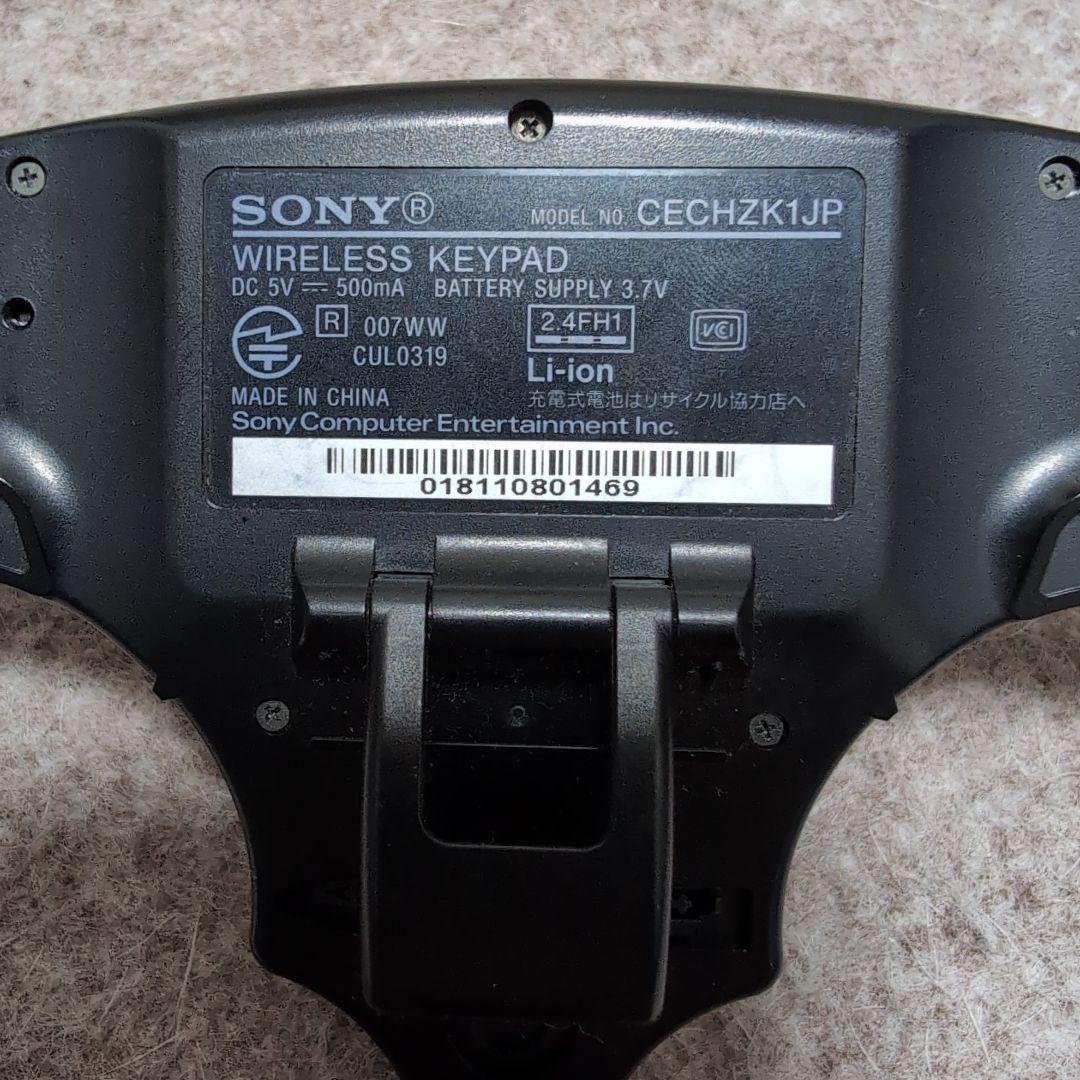 SONY® MODEL NO. CECHZK1JP
WIRELESS KEYPAD
DC 5V ⎓ 500mA BATTERY SUPPLY 3.7V
R 007WW
CUL0319
2.4FH1
VCI
Li-ion
充電式電池はリサイクル協力店へ
MADE IN CHINA
Sony Computer Entertainment Inc.
018110801469